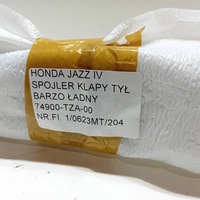 HONDA JAZZ IV
SPOJLER KLAPY TYŁ
BARZO ŁADNY
74900-TZA-00
NR.FI. 1/0623MT/204